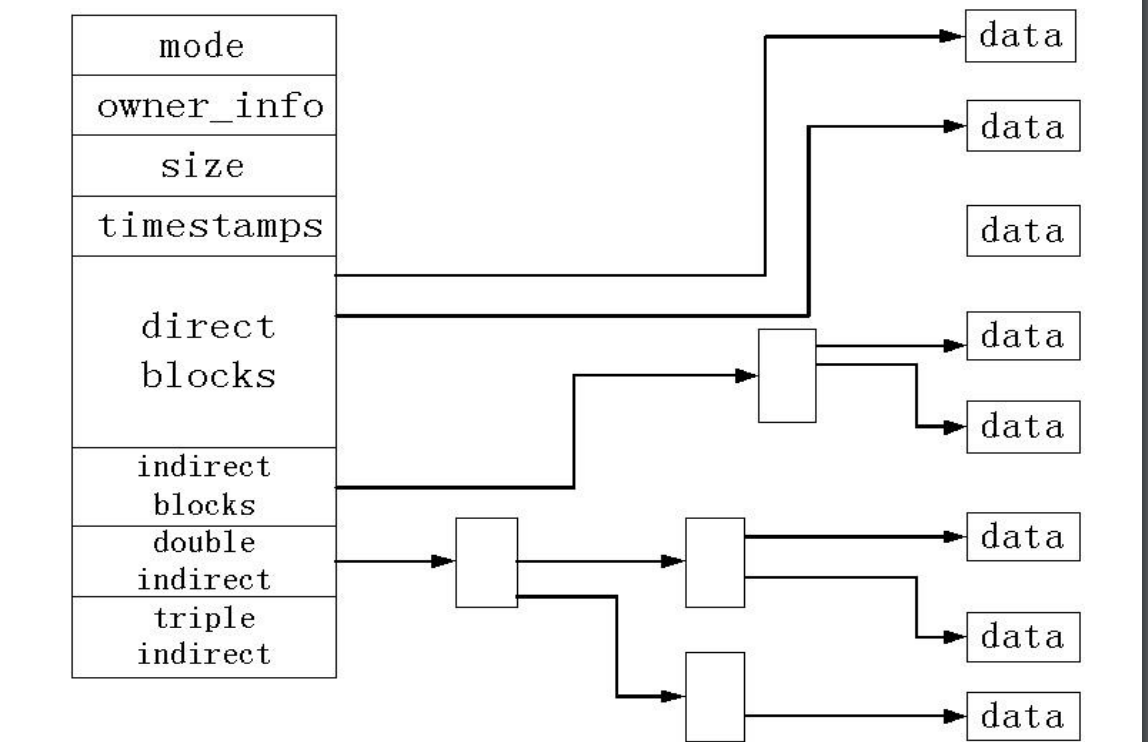 mode
owner_info
size
timestamps
direct
blocks
indirect
blocks
double
indirect
triple
indirect
data
data
data
data
data
data
data
data